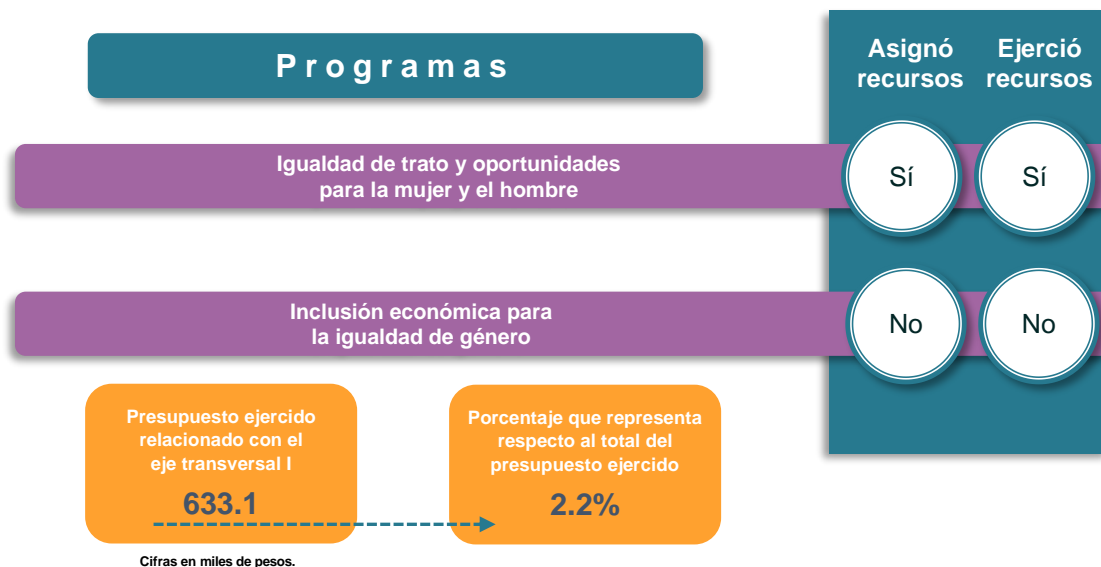 Programas
Asignó
recursos
Ejerció
recursos
Igualdad de trato y oportunidades
para la mujer y el hombre
Sí
Sí
Inclusión económica para
la igualdad de género
No
No
Presupuesto ejercido
relacionado con el
eje transversal I
633.1
Porcentaje que representa
respecto al total del
presupuesto ejercido
2.2%
Cifras en miles de pesos.